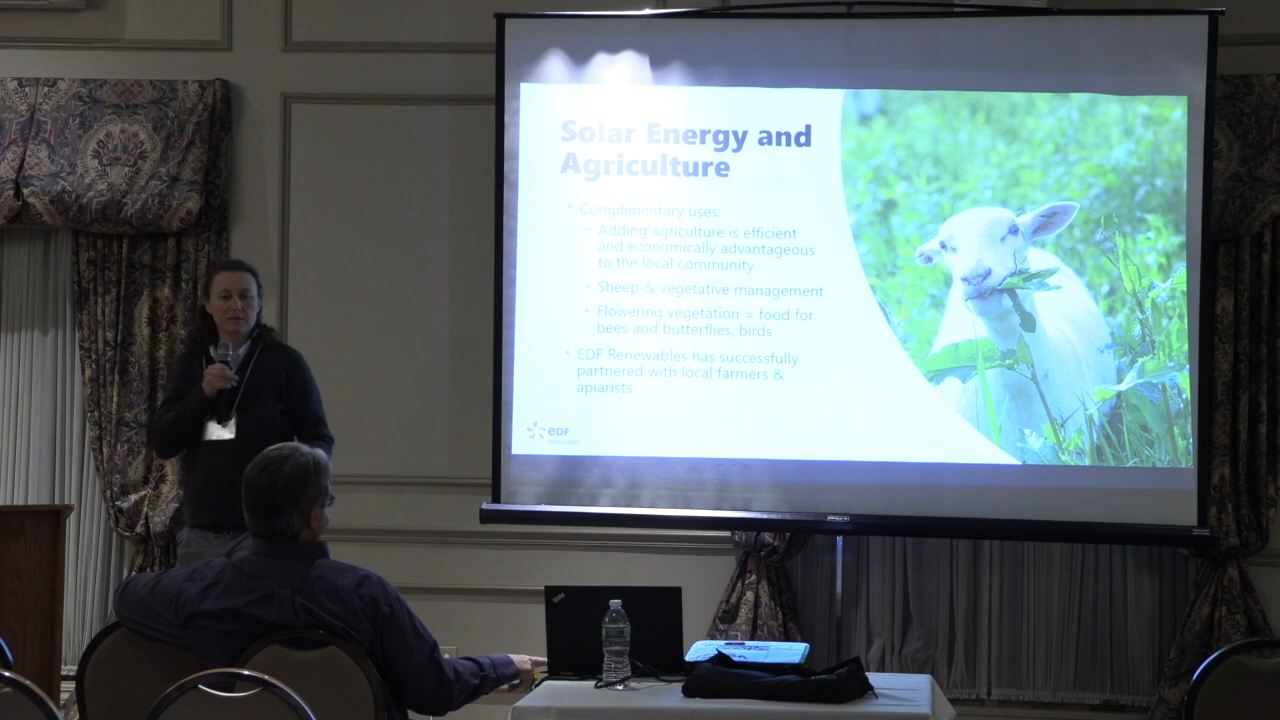 Solar Energy and
Agriculture
• Complimentary uses:
• Adding agriculture is efficient
and economically advantageous
to the local community
• Sheep & vegetative management
• Flowering vegetation = food for
bees and butterflies, birds
• EDF Renewables has successfully
partnered with local farmers &
apiarists.
eDF
renewables